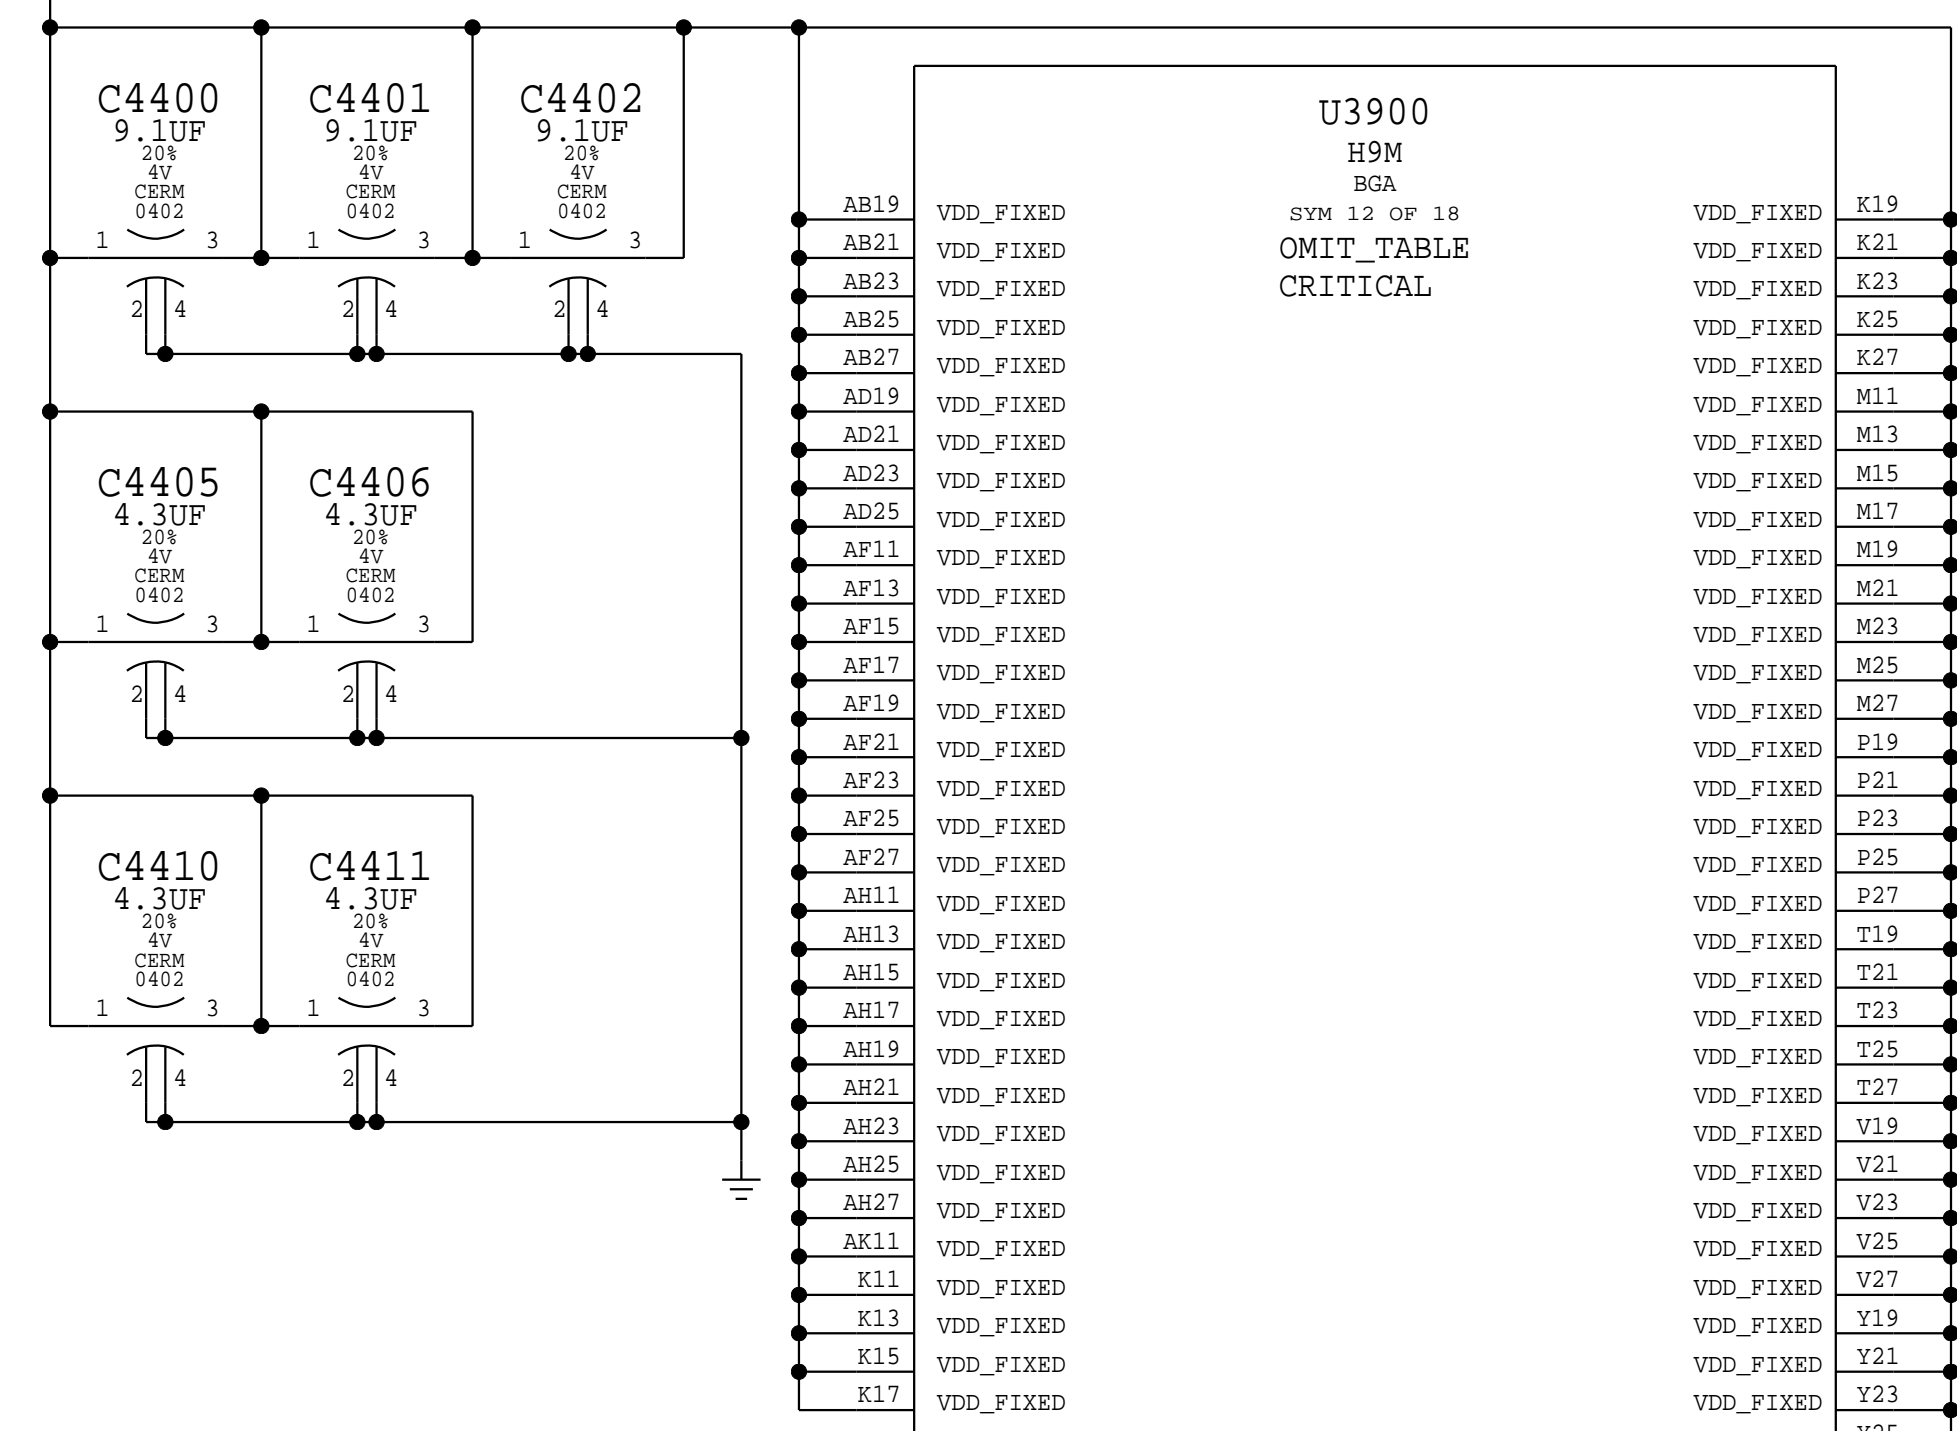 C4400 C4401 C4402
9.1UF 9.1UF 9.1UF
20% 20% 20%
4V 4V 4V
CERM CERM CERM
0402 0402 0402
1 3 1 3 1 3
2 4 2 4 2 4
C4405 C4406
4.3UF 4.3UF
20% 20%
4V 4V
CERM CERM
0402 0402
1 3 1 3
2 4 2 4
C4410 C4411
4.3UF 4.3UF
20% 20%
4V 4V
CERM CERM
0402 0402
1 3 1 3
2 4 2 4
U3900
H9M
BGA
SYM 12 OF 18
OMIT_TABLE
CRITICAL
AB19 VDD_FIXED VDD_FIXED K19
AB21 VDD_FIXED VDD_FIXED K21
AB23 VDD_FIXED VDD_FIXED K23
AB25 VDD_FIXED VDD_FIXED K25
AB27 VDD_FIXED VDD_FIXED K27
AD19 VDD_FIXED VDD_FIXED M11
AD21 VDD_FIXED VDD_FIXED M13
AD23 VDD_FIXED VDD_FIXED M15
AD25 VDD_FIXED VDD_FIXED M17
AF11 VDD_FIXED VDD_FIXED M19
AF13 VDD_FIXED VDD_FIXED M21
AF15 VDD_FIXED VDD_FIXED M23
AF17 VDD_FIXED VDD_FIXED M25
AF19 VDD_FIXED VDD_FIXED M27
AF21 VDD_FIXED VDD_FIXED P19
AF23 VDD_FIXED VDD_FIXED P21
AF25 VDD_FIXED VDD_FIXED P23
AF27 VDD_FIXED VDD_FIXED P25
AH11 VDD_FIXED VDD_FIXED P27
AH13 VDD_FIXED VDD_FIXED T19
AH15 VDD_FIXED VDD_FIXED T21
AH17 VDD_FIXED VDD_FIXED T23
AH19 VDD_FIXED VDD_FIXED T25
AH21 VDD_FIXED VDD_FIXED T27
AH23 VDD_FIXED VDD_FIXED V19
AH25 VDD_FIXED VDD_FIXED V21
AH27 VDD_FIXED VDD_FIXED V23
AK11 VDD_FIXED VDD_FIXED V25
K11 VDD_FIXED VDD_FIXED V27
K13 VDD_FIXED VDD_FIXED Y19
K15 VDD_FIXED VDD_FIXED Y21
K17 VDD_FIXED VDD_FIXED Y23